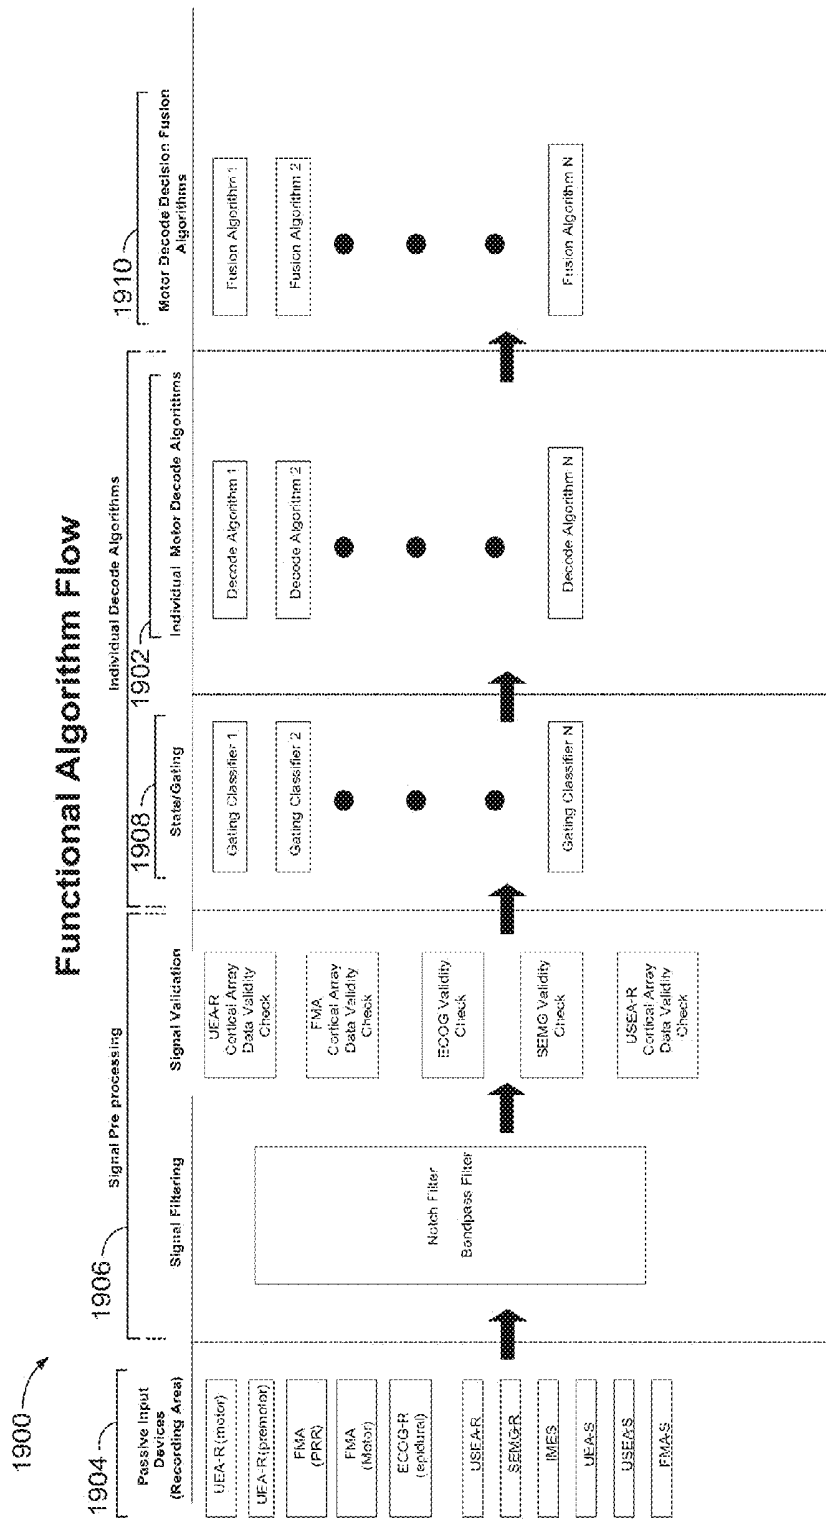 1900
Functional Algorithm Flow
1904
1906
1908
1902
1910
Passive Input
Devices
(Recording Area)
Signal Pre processing
Signal Filtering
Signal Validation
Individual Decode Algorithms
State/Gating
Individual Motor Decode Algorithms
Motor Decode Decision Fusion
Algorithms
UEA-R (motor)
UEA-R (premotor)
FMA
(PRR)
FMA
(Motor)
ECOG-R
(epidural)
USEA-R
SEMG-R
IMES
UEA-S
USEA-S
FMA-S
Notch Filter
Bandpass Filter
UEA-R
Cortical Array
Data Validity
Check
FMA
Cortical Array
Data Validity
Check
ECOG Validity
Check
SEMG Validity
Check
USEA-R
Cortical Array
Data Validity
Check
Gating Classifier 1
Gating Classifier 2
Gating Classifier N
Decode Algorithm 1
Decode Algorithm 2
Decode Algorithm N
Fusion Algorithm 1
Fusion Algorithm 2
Fusion Algorithm N